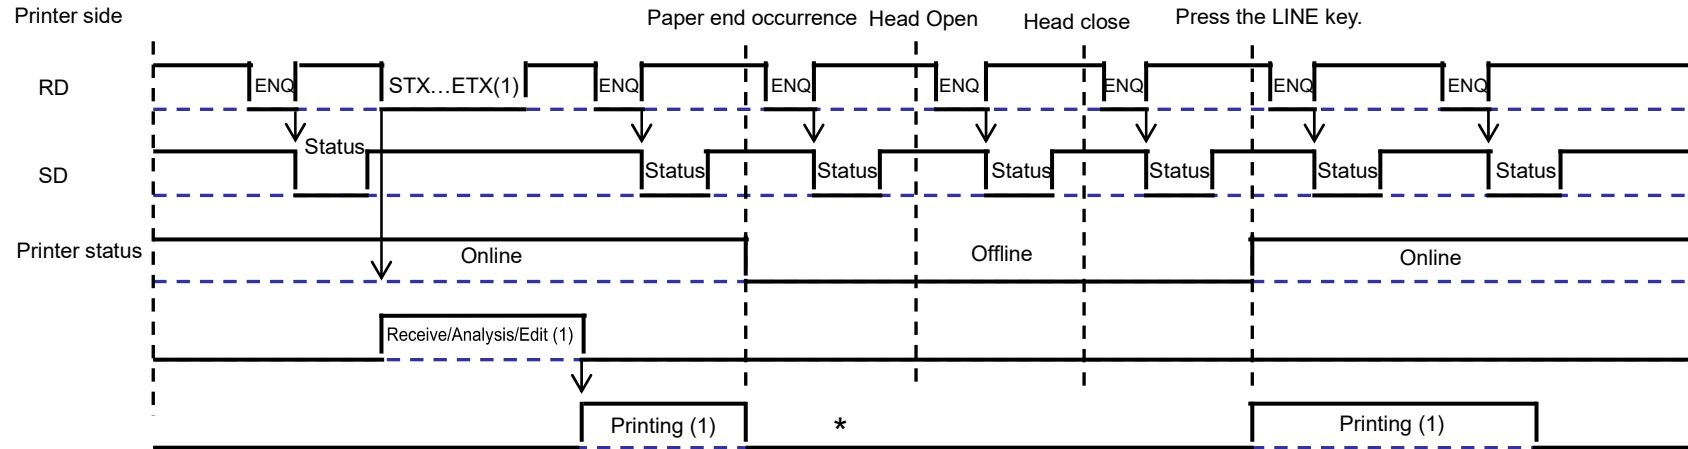 Printer side
Paper end occurrence Head Open Head close Press the LINE key.
RD ENQ STX…ETX(1) ENQ ENQ ENQ ENQ ENQ ENQ
Status
SD Status Status Status Status Status Status
Printer status Online Offline Online
Receive/Analysis/Edit (1)
Printing (1) * Printing (1)